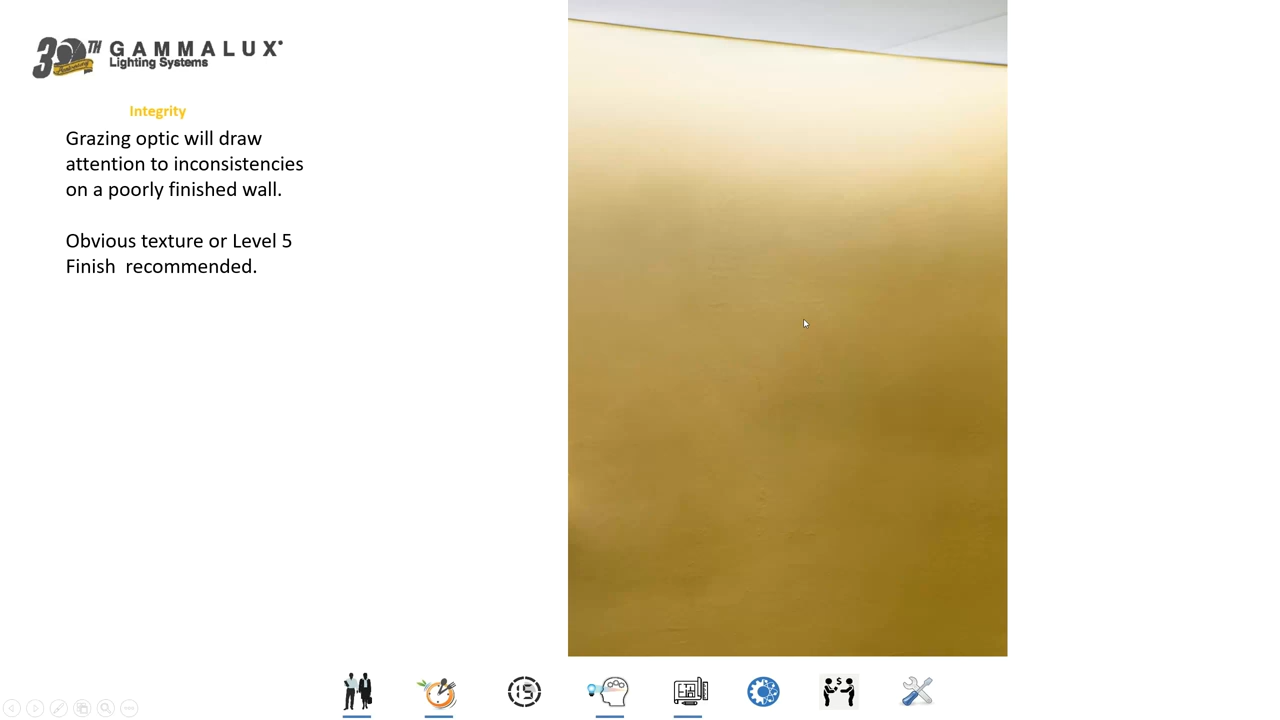 30TH GAMMALUX
Lighting Systems
Integrity
Grazing optic will draw
attention to inconsistencies
on a poorly finished wall.
Obvious texture or Level 5
Finish recommended.
15
$